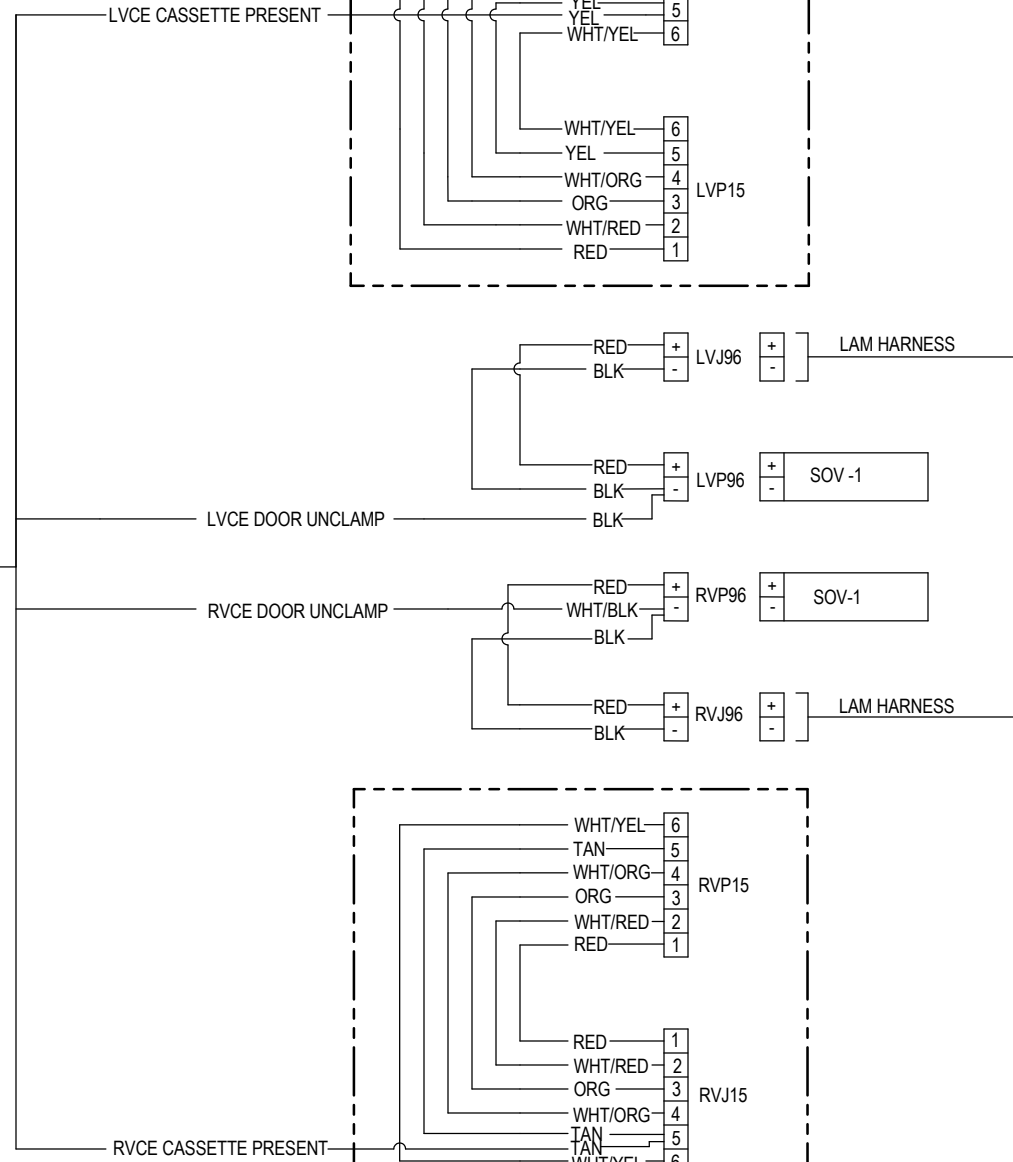 YEL
5
LVCE CASSETTE PRESENT
YEL
WHT/YEL
6
WHT/YEL
6
YEL
5
WHT/ORG
4
LVP15
ORG
3
WHT/RED
2
RED
1
RED
+
LVJ96
+
LAM HARNESS
BLK
-
-
RED
+
LVP96
+
SOV -1
BLK
-
-
LVCE DOOR UNCLAMP
BLK
RED
+
RVP96
+
SOV-1
RVCE DOOR UNCLAMP
WHT/BLK
-
-
BLK
RED
+
RVJ96
+
LAM HARNESS
BLK
-
-
WHT/YEL
6
TAN
5
WHT/ORG
4
RVP15
ORG
3
WHT/RED
2
RED
1
RED
1
WHT/RED
2
ORG
3
RVJ15
WHT/ORG
4
TAN
5
RVCE CASSETTE PRESENT
TAN
WHT/YEL
6